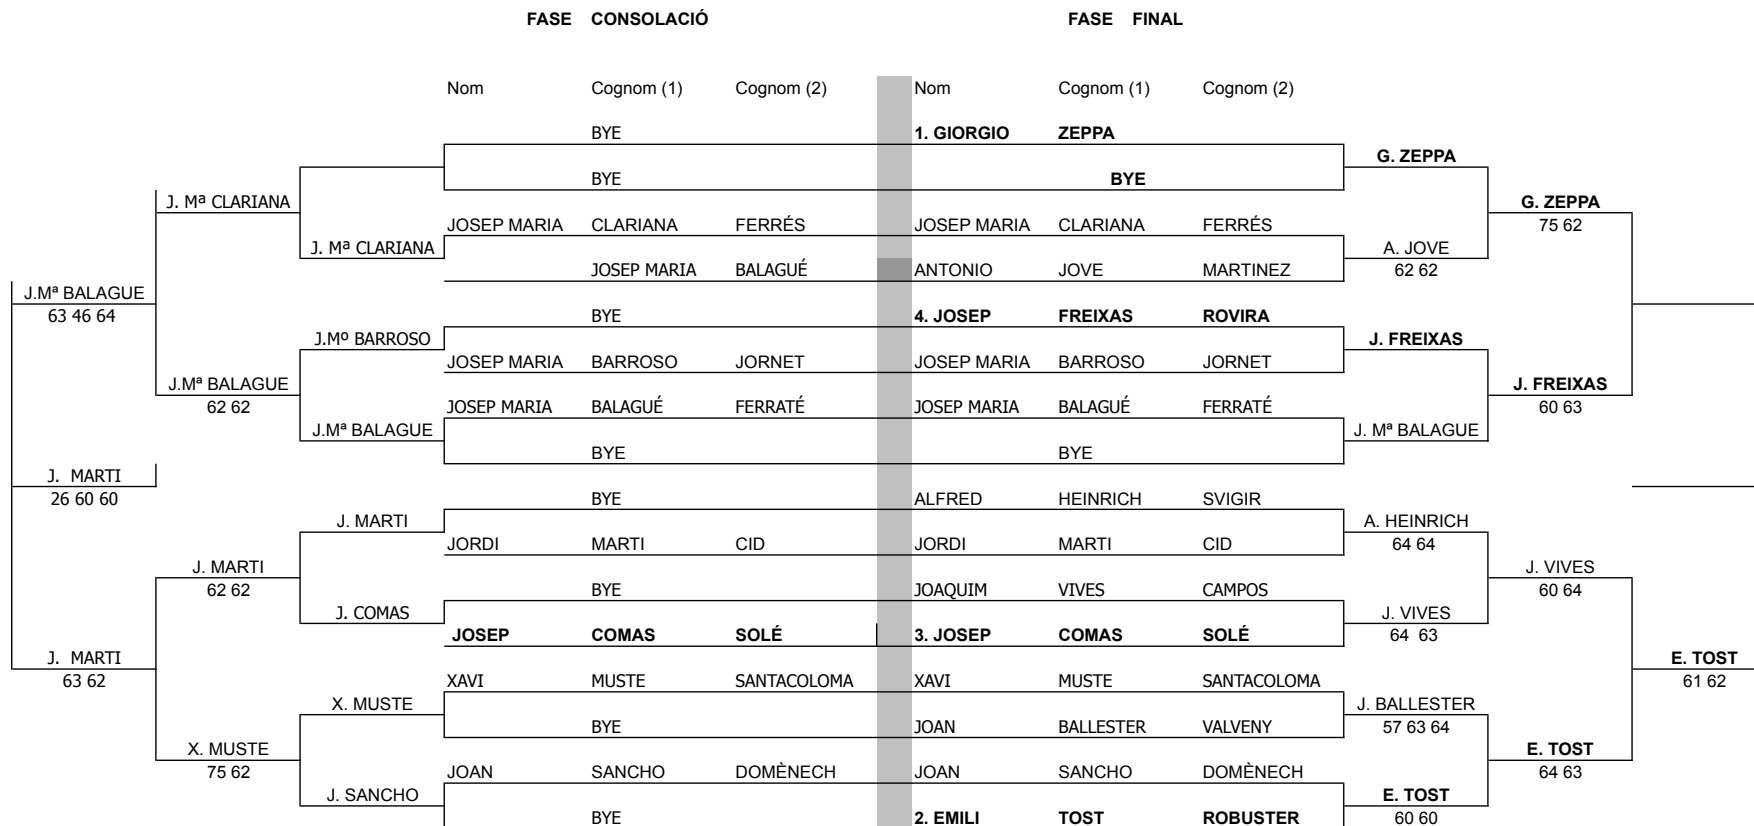 FASE CONSOLACIÓ FASE FINAL
Nom Cognom (1) Cognom (2) Nom Cognom (1) Cognom (2)
BYE 1. GIORGIO ZEPPA
G. ZEPPA
BYE BYE
J. Mª CLARIANA G. ZEPPA
JOSEP MARIA CLARIANA FERRÉS JOSEP MARIA CLARIANA FERRÉS 75 62
J. Mª CLARIANA A. JOVE
JOSEP MARIA BALAGUÉ ANTONIO JOVE MARTINEZ 62 62
J.Mª BALAGUE
63 46 64 BYE 4. JOSEP FREIXAS ROVIRA
J.Mº BARROSO J. FREIXAS
JOSEP MARIA BARROSO JORNET JOSEP MARIA BARROSO JORNET
J.Mª BALAGUE J. FREIXAS
62 62 JOSEP MARIA BALAGUÉ FERRATÉ JOSEP MARIA BALAGUÉ FERRATÉ 60 63
J.Mª BALAGUE J. Mª BALAGUE
BYE BYE
J. MARTI
26 60 60 BYE ALFRED HEINRICH SVIGIR
J. MARTI A. HEINRICH
JORDI MARTI CID JORDI MARTI CID 64 64
J. MARTI J. VIVES
62 62 BYE JOAQUIM VIVES CAMPOS 60 64
J. COMAS J. VIVES
JOSEP COMAS SOLÉ 3. JOSEP COMAS SOLÉ 64 63
J. MARTI E. TOST
63 62 XAVI MUSTE SANTACOLOMA XAVI MUSTE SANTACOLOMA 61 62
X. MUSTE J. BALLESTER
BYE JOAN BALLESTER VALVENY 57 63 64
X. MUSTE E. TOST
75 62 JOAN SANCHO DOMÈNECH JOAN SANCHO DOMÈNECH 64 63
J. SANCHO E. TOST
BYE 2. EMILI TOST ROBUSTER 60 60